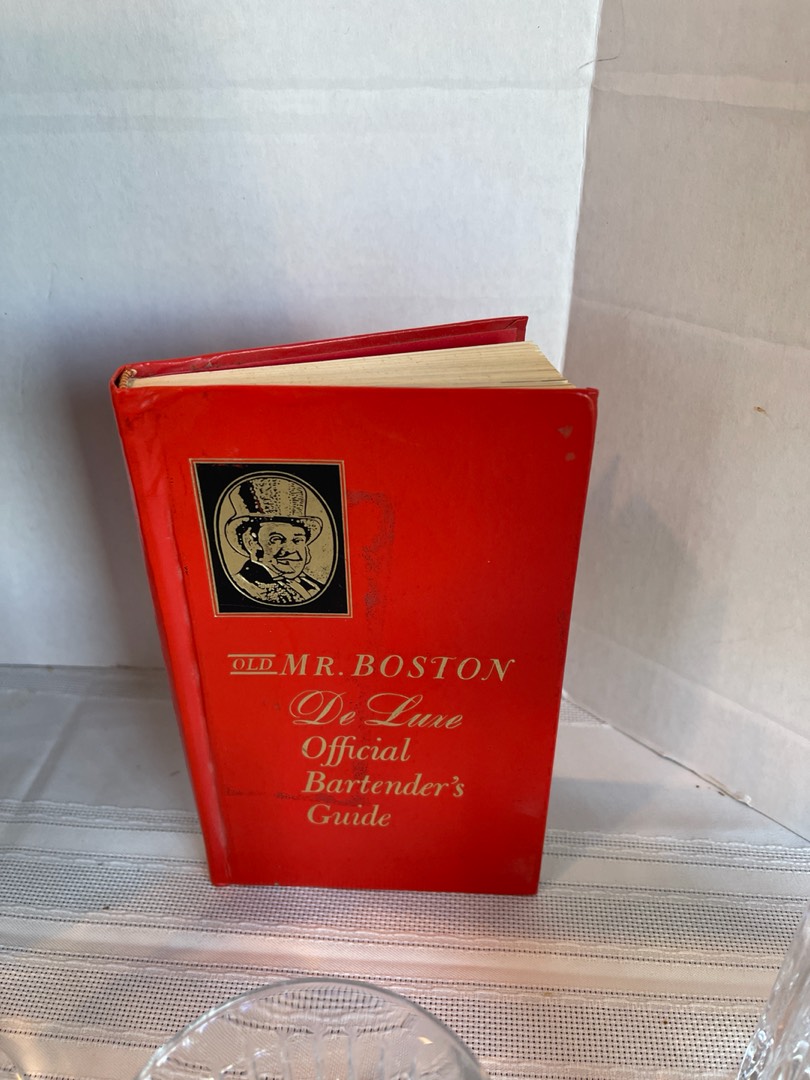 OLD MR. BOSTON
De Luxe
Official
Bartender's
Guide